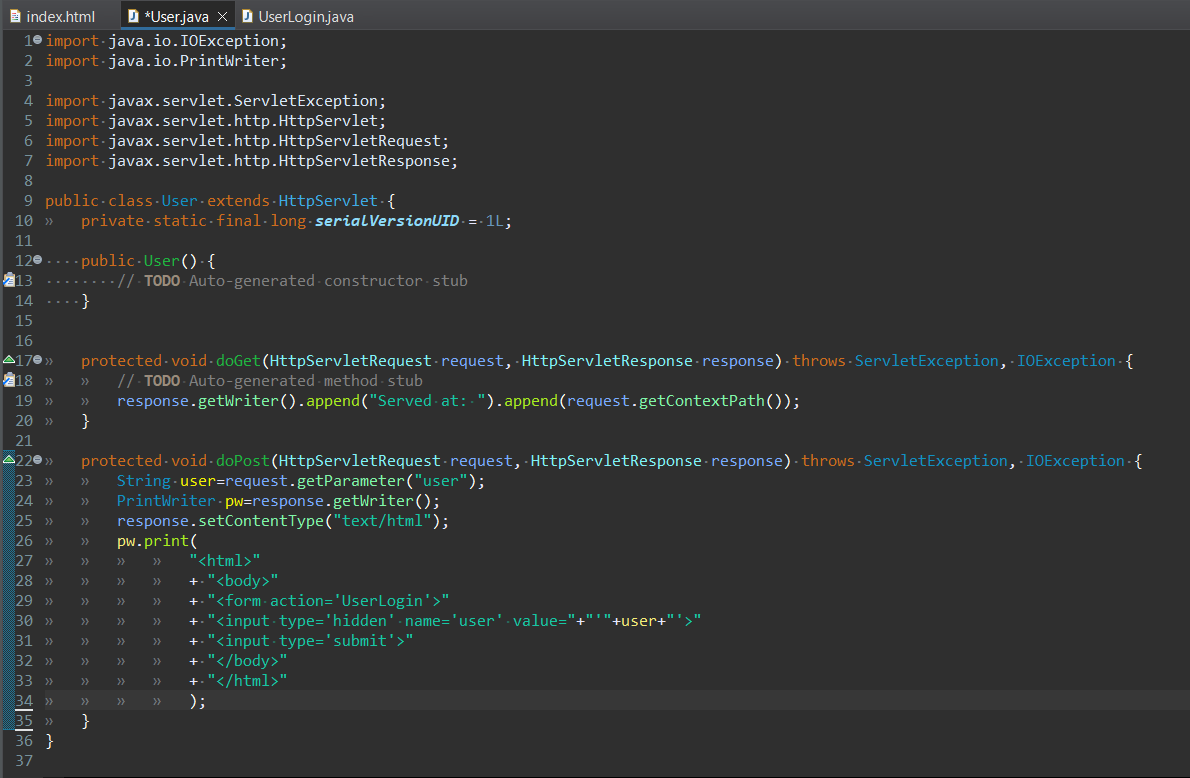 index.html *User.java UserLogin.java
1 import java.io.IOException;
2 import java.io.PrintWriter;
3
4 import javax.servlet.ServletException;
5 import javax.servlet.http.HttpServlet;
6 import javax.servlet.http.HttpServletRequest;
7 import javax.servlet.http.HttpServletResponse;
8
9 public class User extends HttpServlet {
10 private static final long serialVersionUID = 1L;
11
12 public User() {
13 // TODO Auto-generated constructor stub
14 }
15
16
17 protected void doGet(HttpServletRequest request, HttpServletResponse response) throws ServletException, IOException {
18 // TODO Auto-generated method stub
19 response.getWriter().append("Served at: ").append(request.getContextPath());
20 }
21
22 protected void doPost(HttpServletRequest request, HttpServletResponse response) throws ServletException, IOException {
23 String user=request.getParameter("user");
24 PrintWriter pw=response.getWriter();
25 response.setContentType("text/html");
26 pw.print(
27 "<html>"
28 + "<body>"
29 + "<form action='UserLogin'>"
30 + "<input type='hidden' name='user' value="+"'"+user+"'>"
31 + "<input type='submit'>"
32 + "</body>"
33 + "</html>"
34 );
35 }
36 }
37